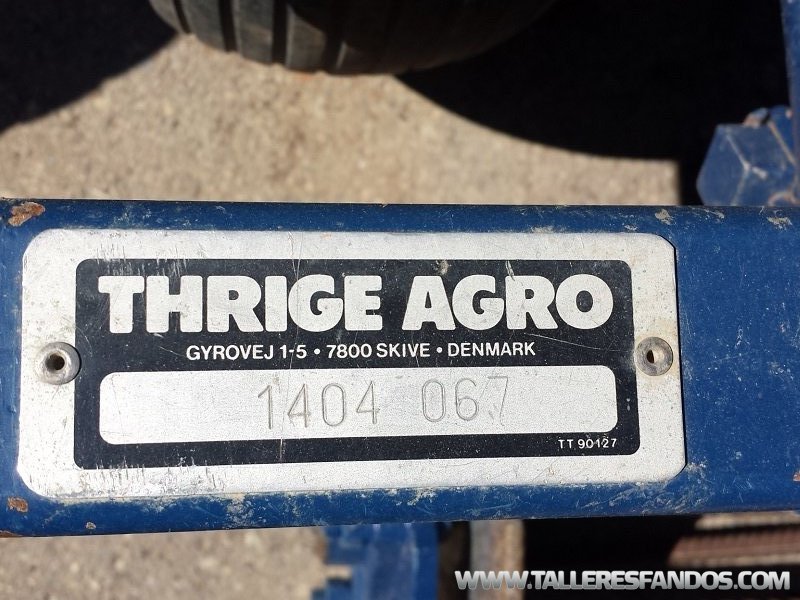 THRIGE AGRO
GYROVEJ 1-5 • 7800 SKIVE • DENMARK
1404 067
TT 90127
WWW.TALLERESFANDOS.COM